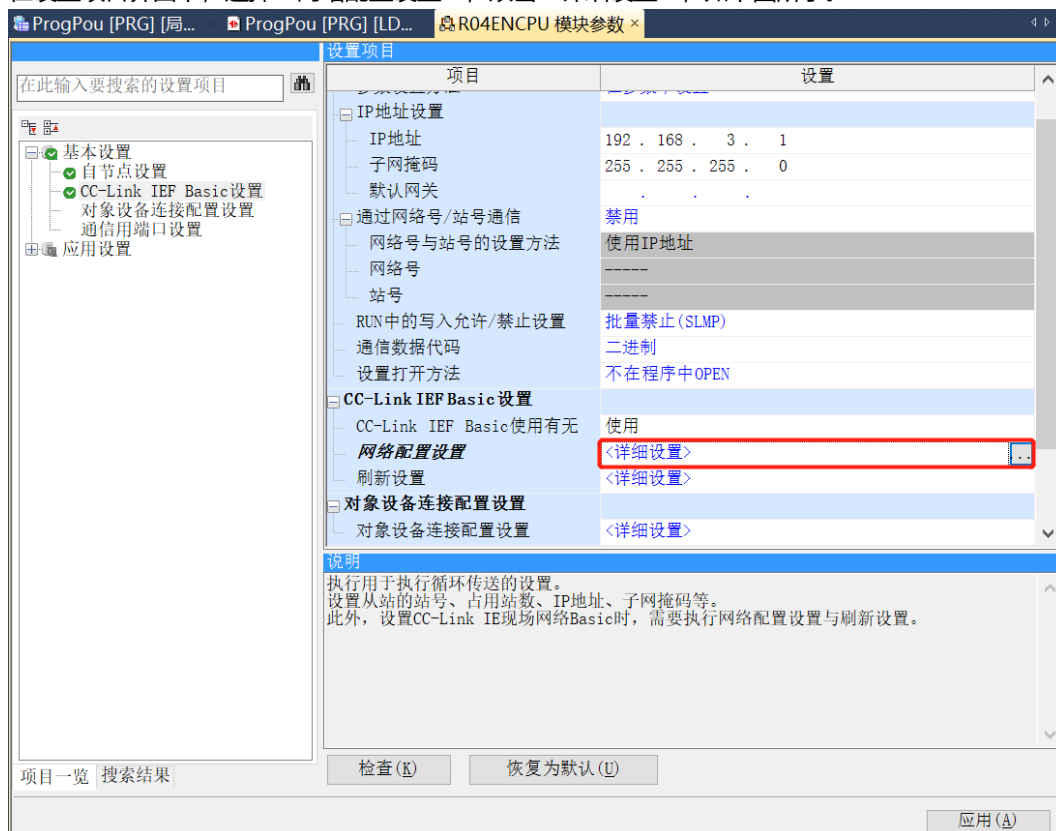 ProgPou [PRG] [局... ProgPou [PRG] [LD... R04ENCPU 模块参数 ×
设置项目
在此输入要搜索的设置项目
项目 设置
基本设置
自节点设置
CC-Link IEF Basic设置
对象设备连接配置设置
通信用端口设置
应用设置
IP地址设置
IP地址 192 . 168 . 3 . 1
子网掩码 255 . 255 . 255 . 0
默认网关 . . .
通过网络号/站号通信 禁用
网络号与站号的设置方法 使用IP地址
网络号 -----
站号 -----
RUN中的写入允许/禁止设置 批量禁止(SLMP)
通信数据代码 二进制
设置打开方法 不在程序中OPEN
CC-Link IEF Basic设置
CC-Link IEF Basic使用有无 使用
网络配置设置 <详细设置> ..
刷新设置 <详细设置>
对象设备连接配置设置
对象设备连接配置设置 <详细设置>
说明
执行用于执行循环传送的设置。
设置从站的站号、占用站数、IP地址、子网掩码等。
此外，设置CC-Link IE现场网络Basic时，需要执行网络配置设置与刷新设置。
项目一览 搜索结果
检查(K) 恢复为默认(U)
应用(A)